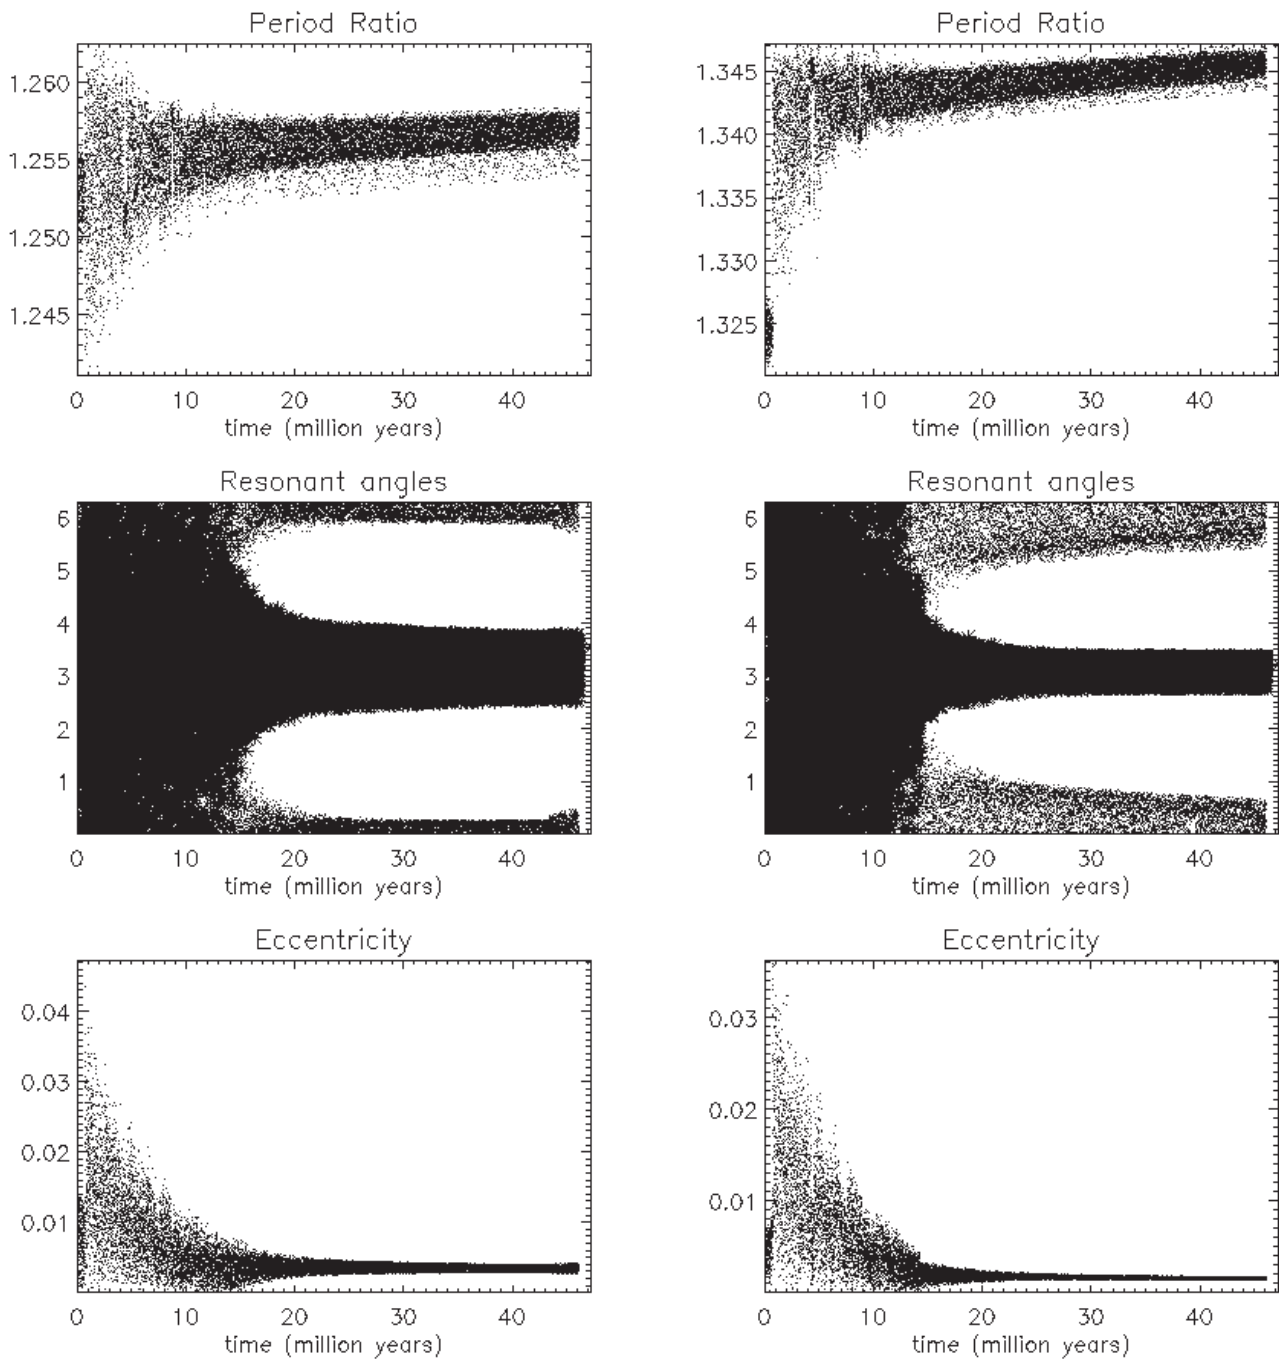 Period Ratio
1.260
1.255
1.250
1.245
0 10 20 30 40
time (million years)
Period Ratio
1.345
1.340
1.335
1.330
1.325
0 10 20 30 40
time (million years)
Resonant angles
6
5
4
3
2
1
0 10 20 30 40
time (million years)
Resonant angles
6
5
4
3
2
1
0 10 20 30 40
time (million years)
Eccentricity
0.04
0.03
0.02
0.01
0 10 20 30 40
time (million years)
Eccentricity
0.03
0.02
0.01
0 10 20 30 40
time (million years)